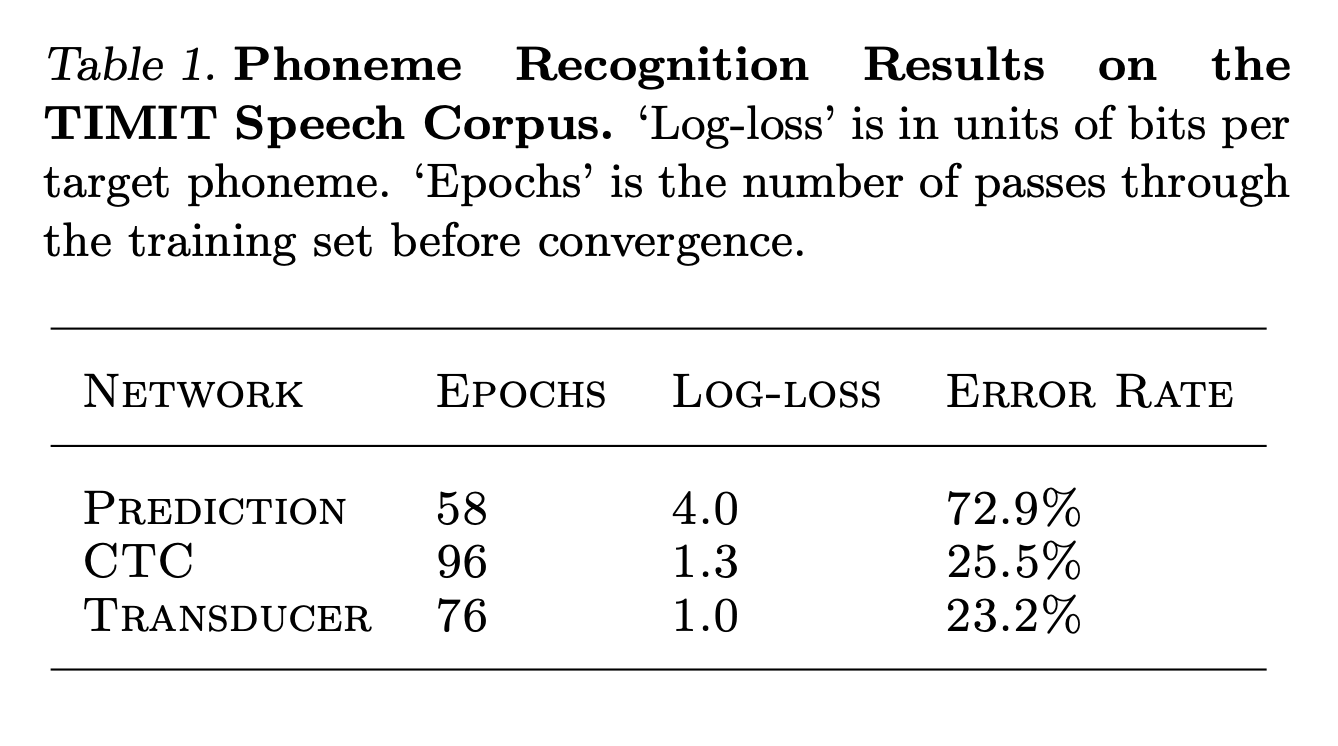 Table 1. Phoneme Recognition Results on the
TIMIT Speech Corpus. ‘Log-loss’ is in units of bits per
target phoneme. ‘Epochs’ is the number of passes through
the training set before convergence.
Network Epochs Log-loss Error Rate
Prediction 58 4.0 72.9%
CTC 96 1.3 25.5%
Transducer 76 1.0 23.2%